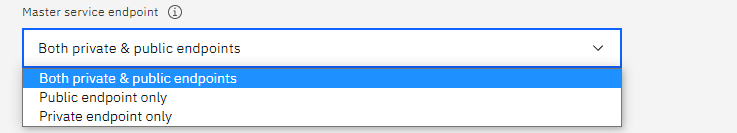 Master service endpoint
Both private & public endpoints
Both private & public endpoints
Public endpoint only
Private endpoint only